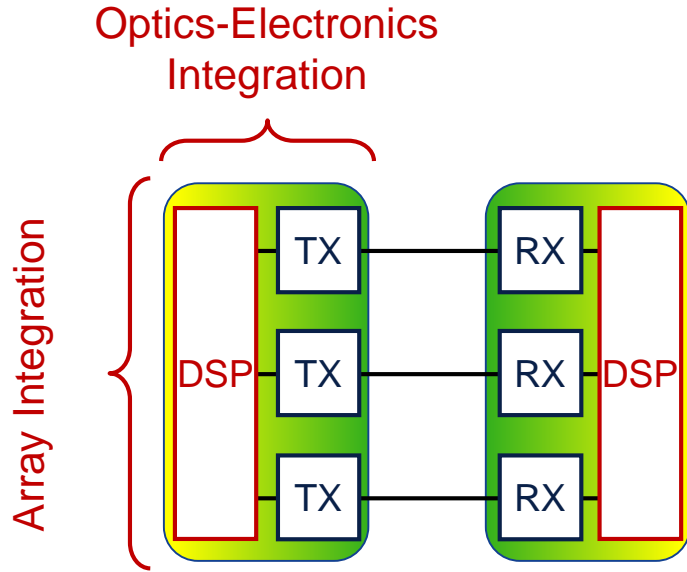 Optics-Electronics
Integration
Array Integration
TX
RX
DSP
TX
RX
DSP
TX
RX